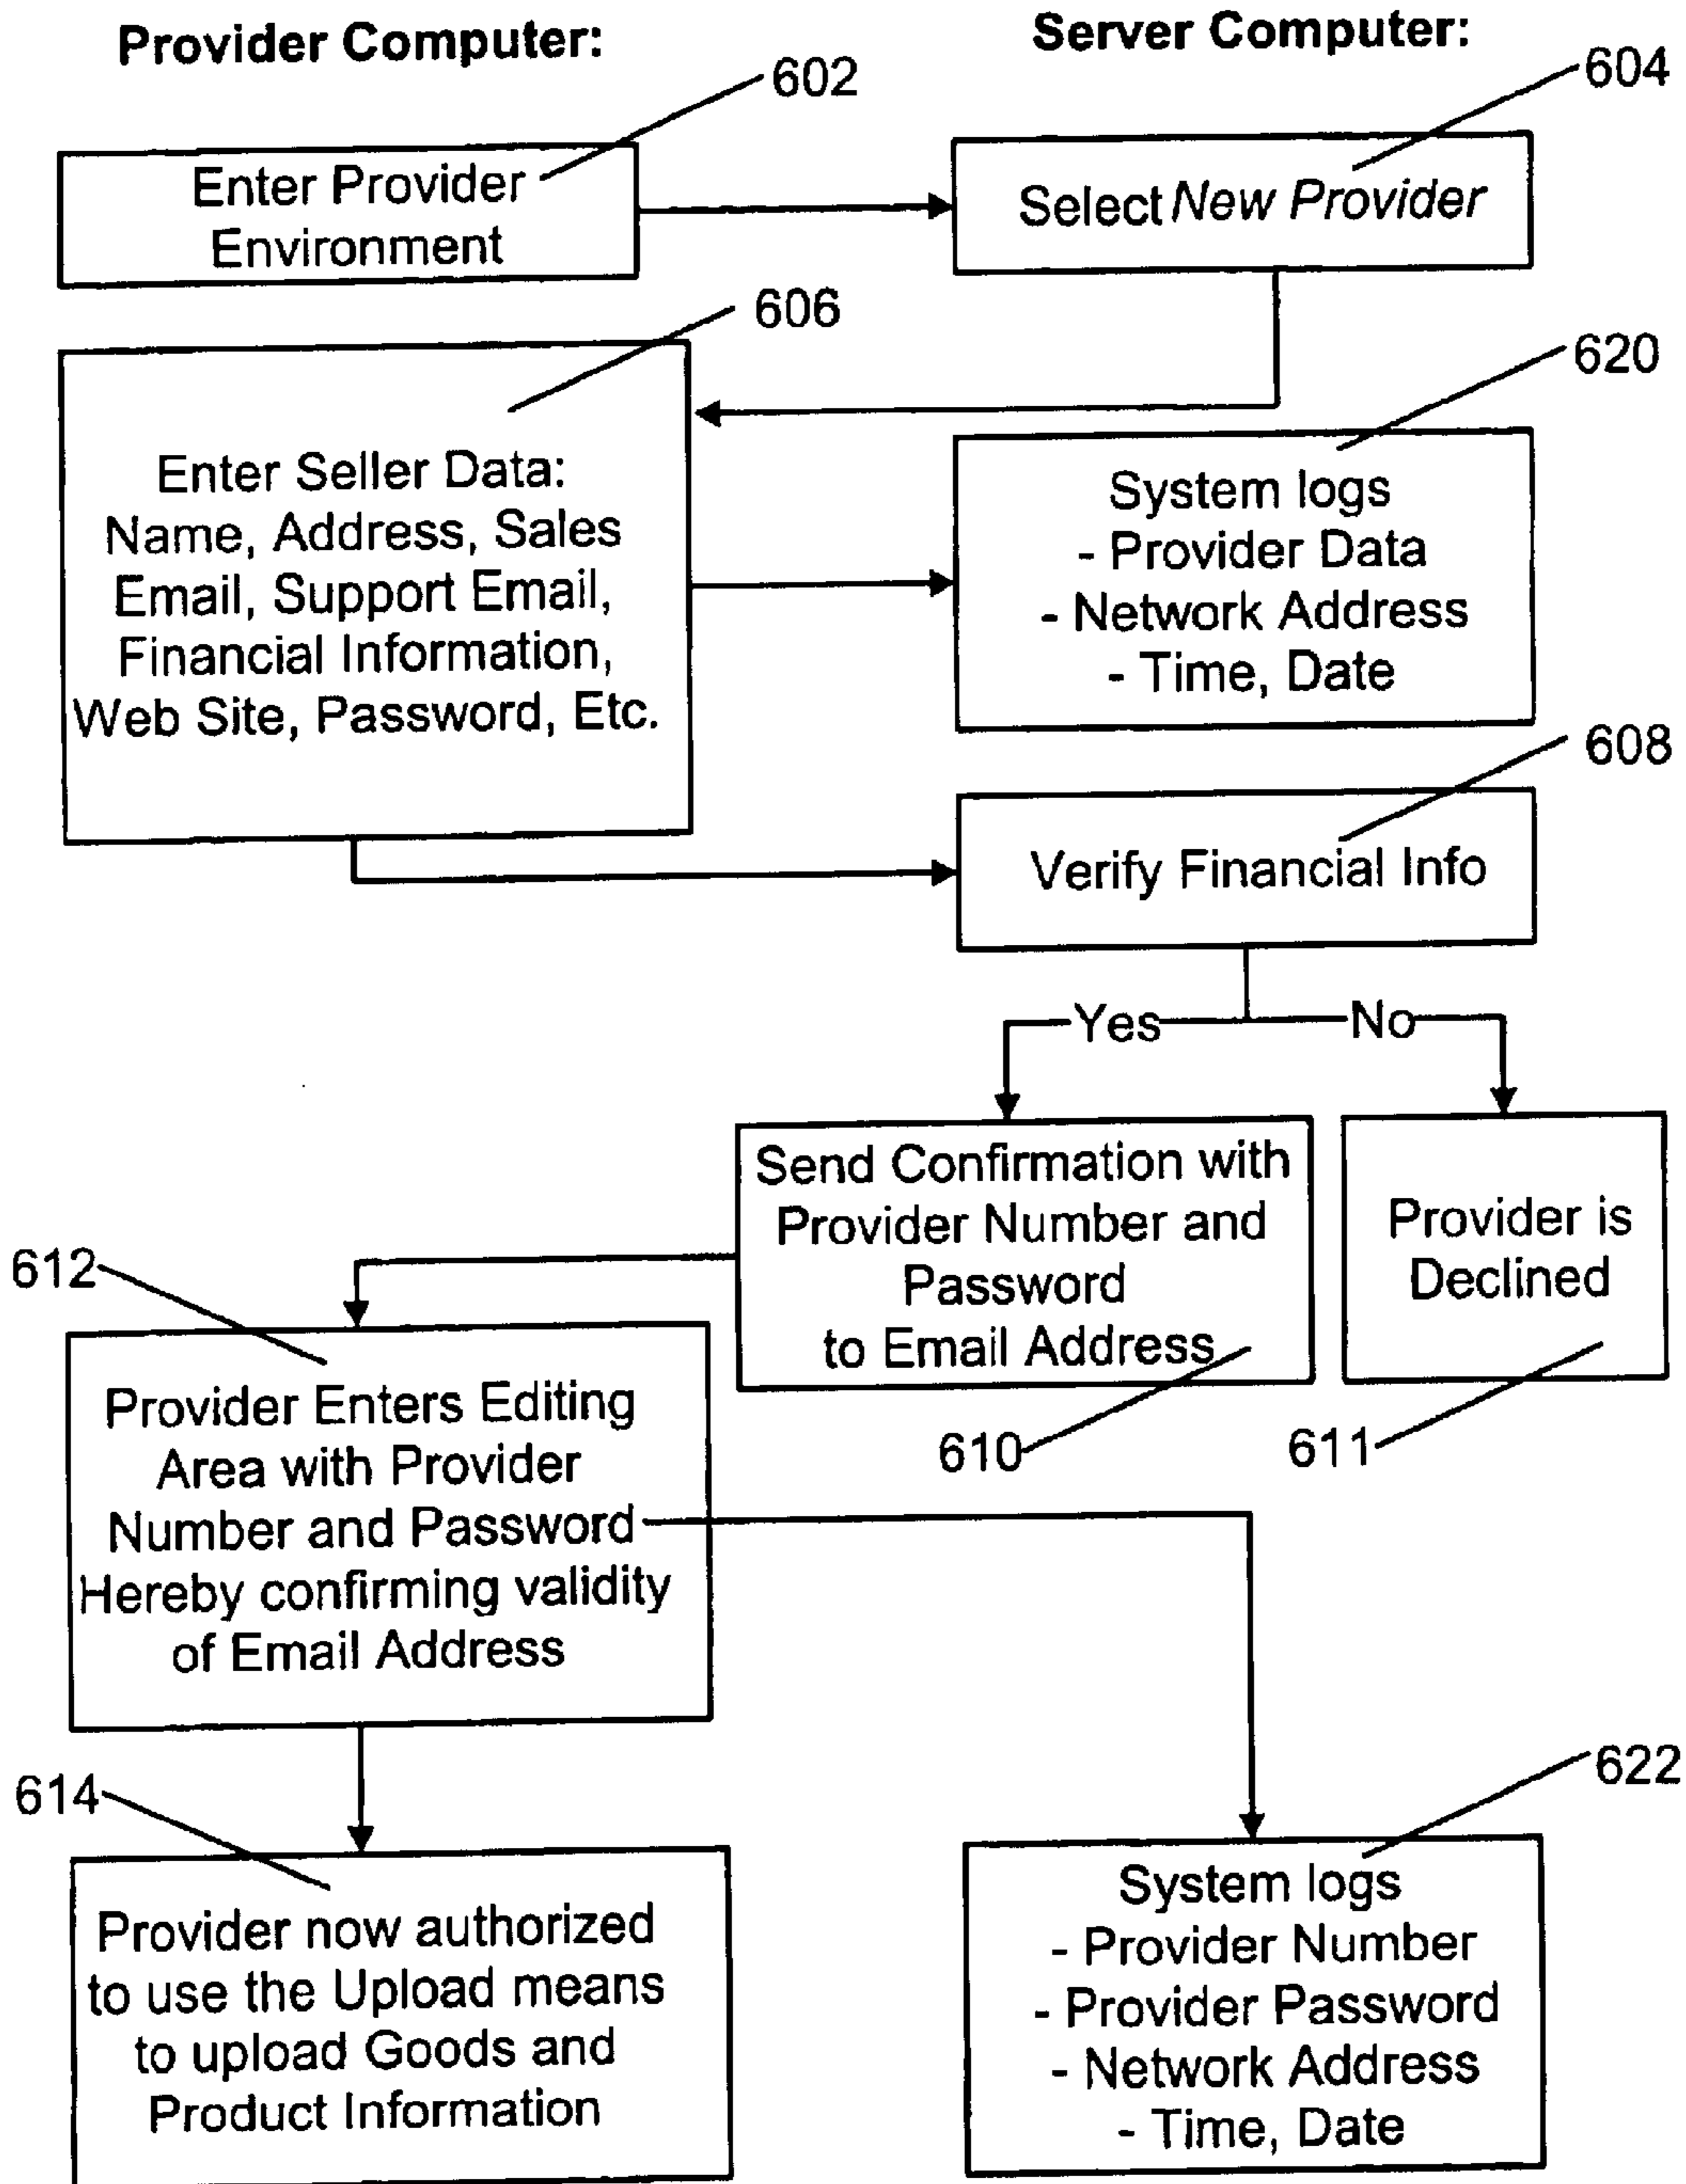 Provider Computer:
Server Computer:
602
604
Enter Provider
Environment
Select New Provider
606
620
Enter Seller Data:
Name, Address, Sales
Email, Support Email,
Financial Information,
Web Site, Password, Etc.
System logs
- Provider Data
- Network Address
- Time, Date
608
Verify Financial Info
Yes
No
Send Confirmation with
Provider Number and
Password
to Email Address
Provider is
Declined
612
610
611
Provider Enters Editing
Area with Provider
Number and Password
Hereby confirming validity
of Email Address
614
622
Provider now authorized
to use the Upload means
to upload Goods and
Product Information
System logs
- Provider Number
- Provider Password
- Network Address
- Time, Date